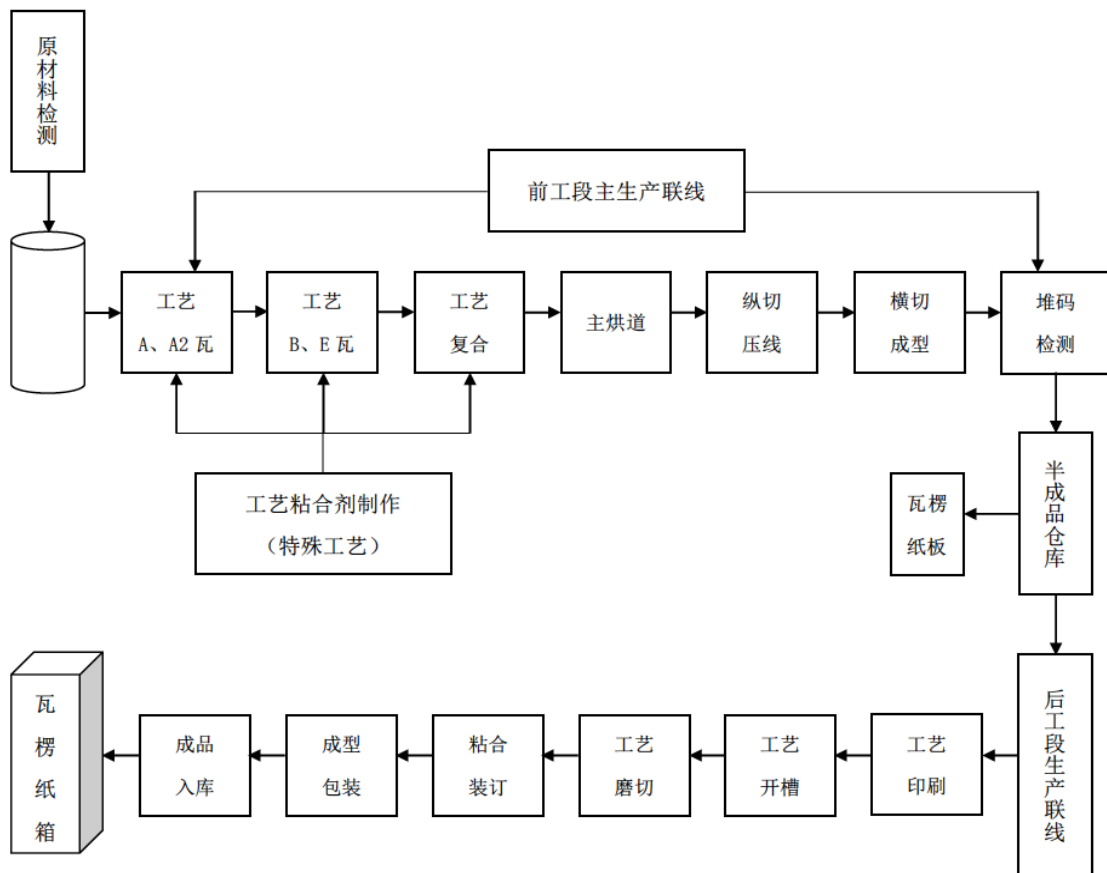 原材料检测
前工段主生产联线
工艺
A、A2瓦
工艺
B、E瓦
工艺
复合
主烘道
纵切
压线
横切
成型
堆码
检测
工艺粘合剂制作
（特殊工艺）
半成品仓库
瓦楞
纸板
后工段生产联线
工艺
印刷
工艺
开槽
工艺
磨切
粘合
装订
成型
包装
成品
入库
瓦楞纸箱